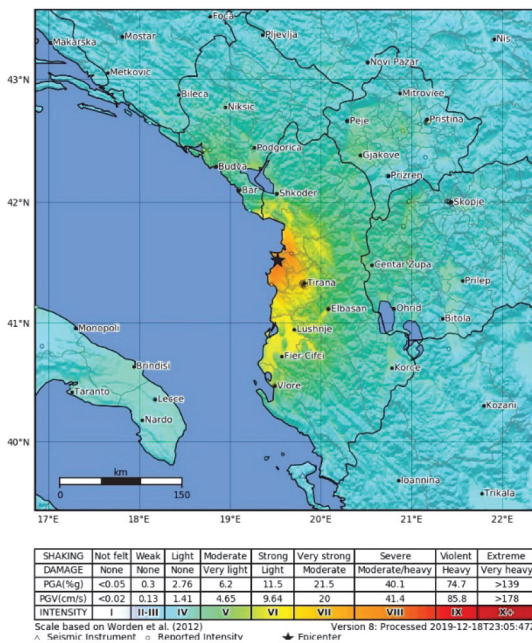 Foca
Pljevlja
Makarska
Mostar
Nis
43°N
Metkovic
Novi Pazar
Bileca
Mitrovice
Niksic
Peje
Pristina
Podgorica
Gjakove
Budva
Prizren
Bar
Shkoder
42°N
Skopje
Centar Zupa
Tirana
Prilep
Elbasan
Ohrid
Bitola
41°N
Monopoli
Lushnje
Fier Cifci
Brindisi
Korce
Taranto
Lecce
Vlore
Kozani
Nardo
40°N
km
Ioannina
0 150
Trikala
17°E 18°E 19°E 20°E 21°E 22°E
SHAKING Not felt Weak Light Moderate Strong Very strong Severe Violent Extreme
DAMAGE None None None Very light Light Moderate Moderate/heavy Heavy Very heavy
PGA(%g) <0.05 0.3 2.76 6.2 11.5 21.5 40.1 74.7 >139
PGV(cm/s) <0.02 0.13 1.41 4.65 9.64 20 41.4 85.8 >178
INTENSITY I II-III IV V VI VII VIII IX X+
Scale based on Worden et al. (2012) Version 8: Processed 2019-12-18T23:05:47Z
△ Seismic Instrument ○ Reported Intensity ★ Epicenter